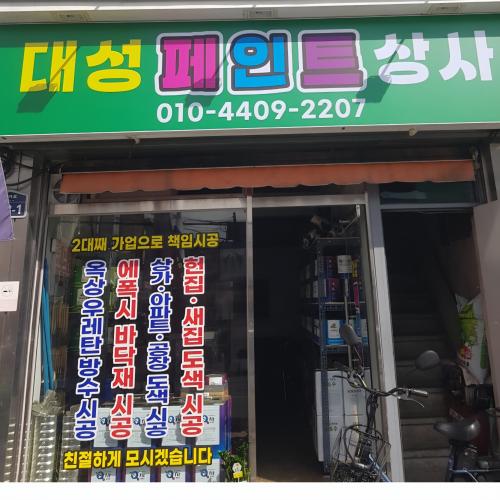 대성페인트상사
010-4409-2207
2대째 가업으로 책임시공
헌집·새집 도색 시공
상가·아파트·공장 도색 시공
에폭시 바닥재 시공
옥상우레탄방수시공
친절하게 모시겠습니다